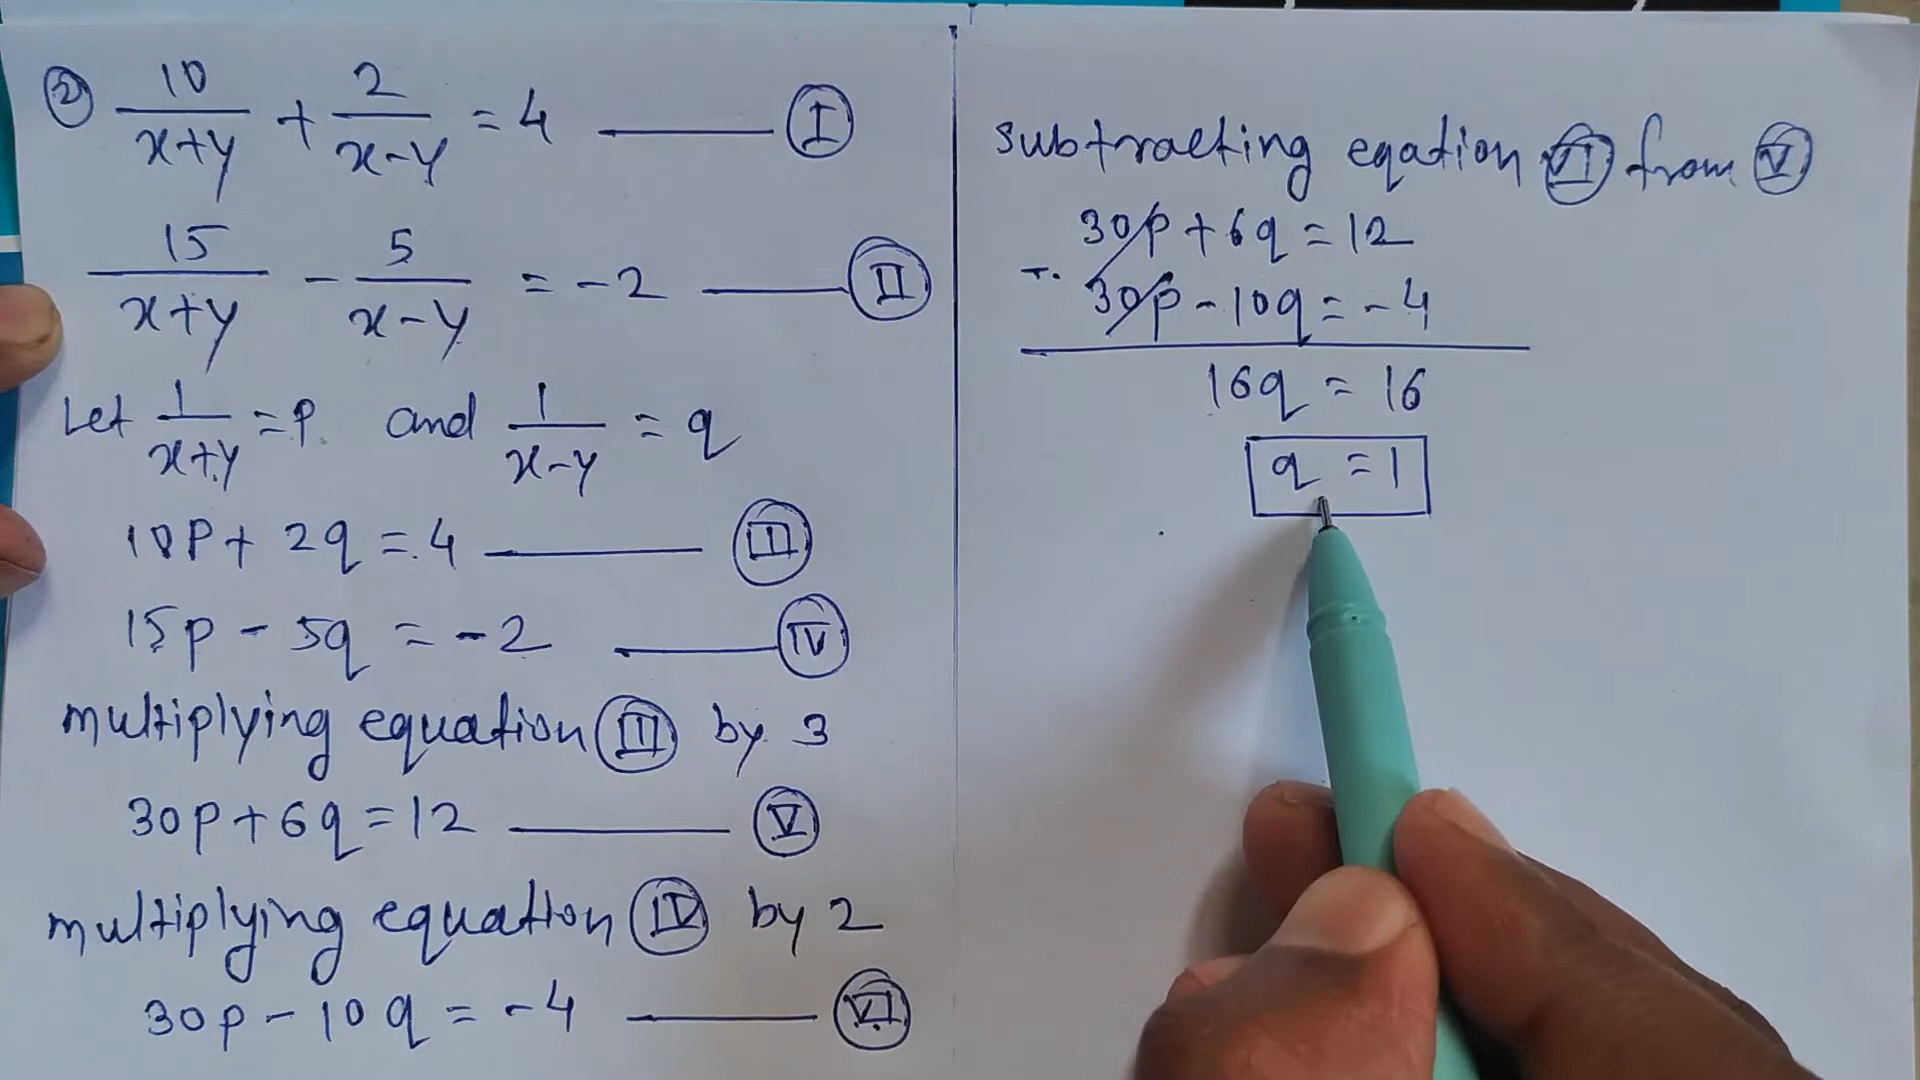 ② 10/(x+y) + 2/(x-y) = 4 —— Ⅰ
15/(x+y) - 5/(x-y) = -2 —— Ⅱ
Let 1/(x+y) = P. and 1/(x-y) = q
10P + 2q = 4 —— Ⅲ
15p - 5q = -2 —— Ⅳ
multiplying equation Ⅲ by 3
30p + 6q = 12 —— Ⅴ
multiplying equation Ⅳ by 2
30p - 10q = -4 —— Ⅵ
subtracting eqation Ⅵ from Ⅴ
30p + 6q = 12
-. 30p - 10q = -4
16q = 16
q = 1